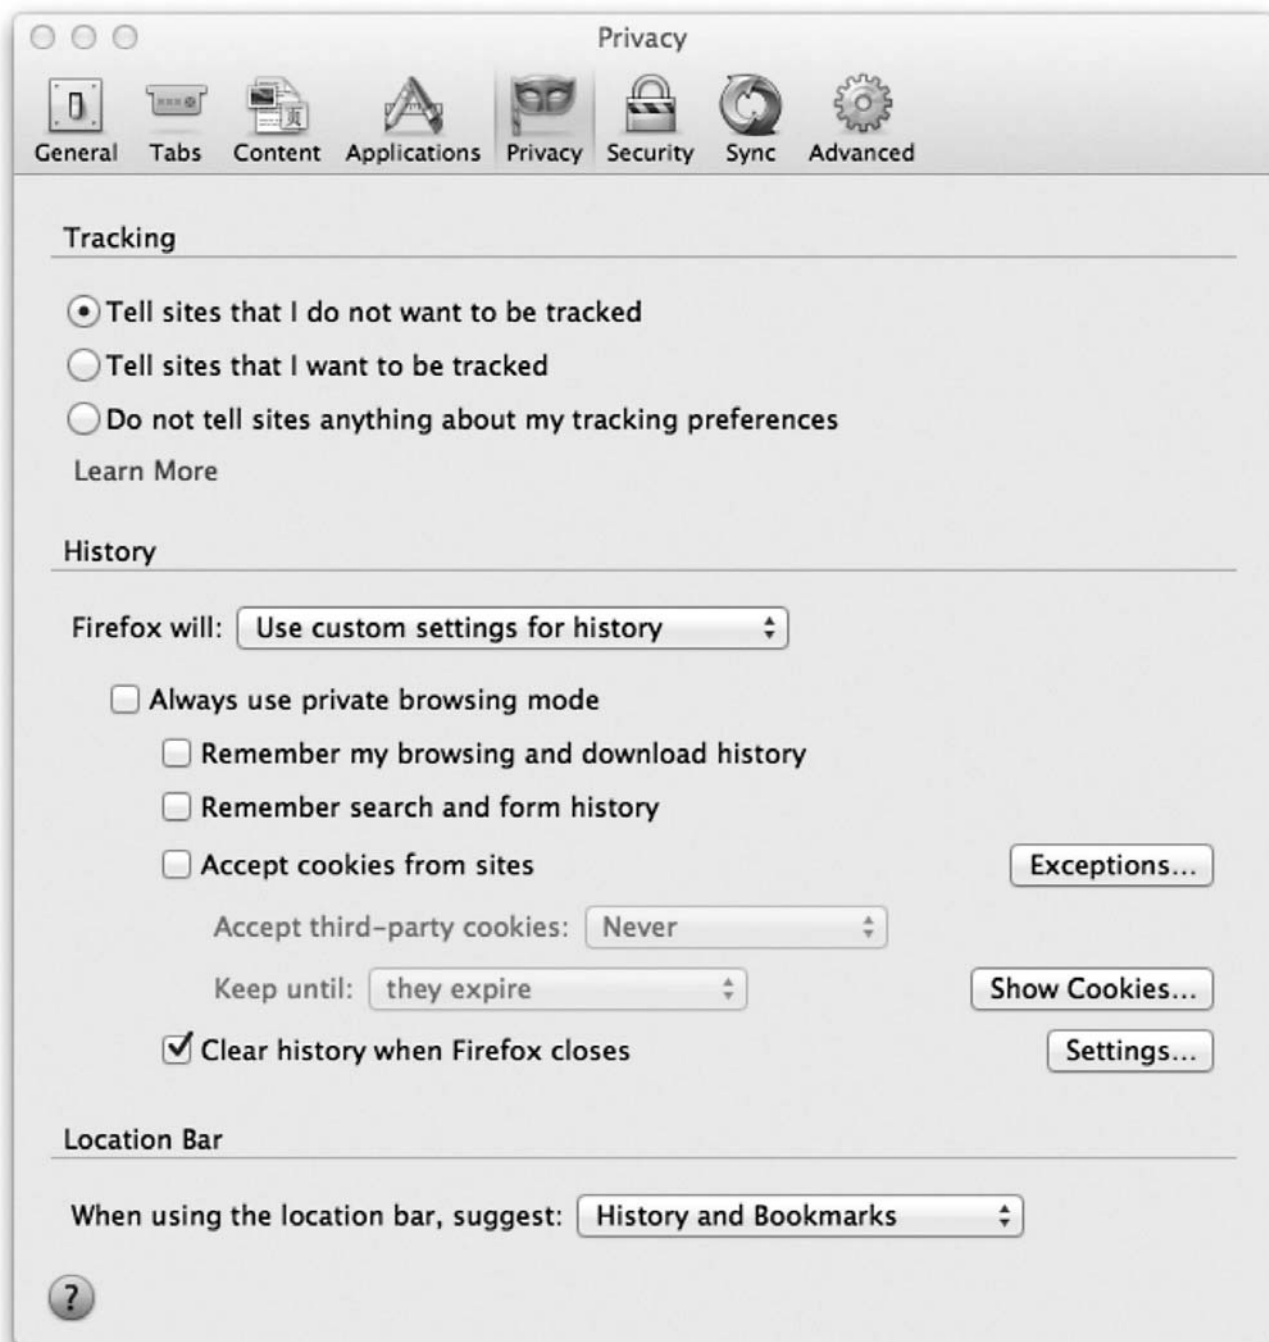 Privacy
General Tabs Content Applications Privacy Security Sync Advanced
Tracking
Tell sites that I do not want to be tracked
Tell sites that I want to be tracked
Do not tell sites anything about my tracking preferences
Learn More
History
Firefox will: Use custom settings for history
Always use private browsing mode
Remember my browsing and download history
Remember search and form history
Accept cookies from sites Exceptions...
Accept third-party cookies: Never
Keep until: they expire Show Cookies...
Clear history when Firefox closes Settings...
Location Bar
When using the location bar, suggest: History and Bookmarks
?